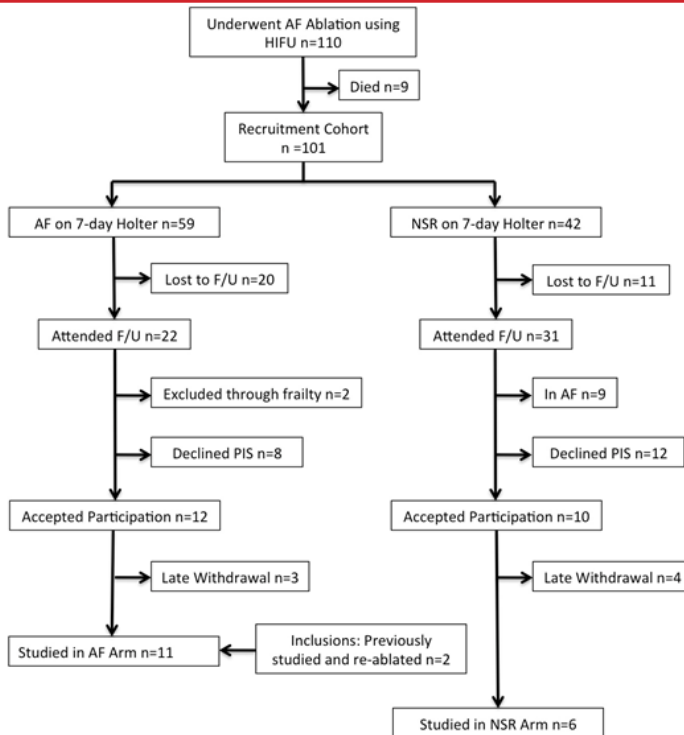 Underwent AF Ablation using
HIFU n=110
Died n=9
Recruitment Cohort
n =101
AF on 7-day Holter n=59
NSR on 7-day Holter n=42
Lost to F/U n=20
Lost to F/U n=11
Attended F/U n=22
Attended F/U n=31
Excluded through frailty n=2
In AF n=9
Declined PIS n=8
Declined PIS n=12
Accepted Participation n=12
Accepted Participation n=10
Late Withdrawal n=3
Late Withdrawal n=4
Studied in AF Arm n=11
Inclusions: Previously
studied and re-ablated n=2
Studied in NSR Arm n=6